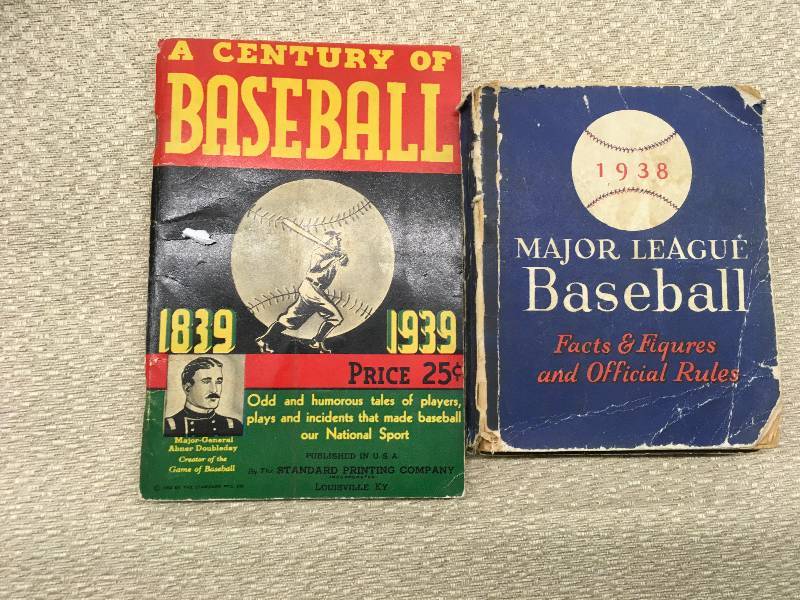 A CENTURY OF
BASEBALL
1839 1939
PRICE 25¢
Major-General
Abner Doubleday
Creator of the
Game of Baseball
Odd and humorous tales of players,
plays and incidents that made baseball
our National Sport
PUBLISHED IN U.S.A
By The STANDARD PRINTING COMPANY
INCORPORATED
LOUISVILLE KY.
1938
MAJOR LEAGUE
Baseball
Facts & Figures
and Official Rules